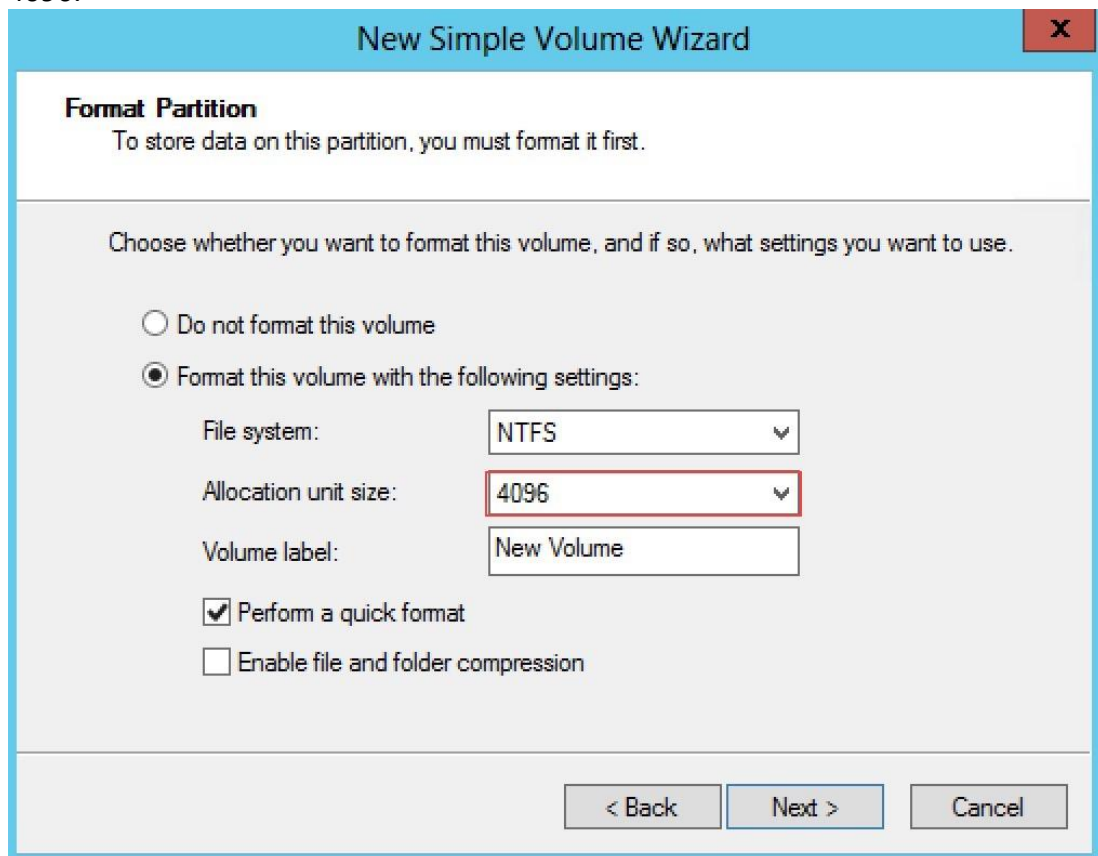 New Simple Volume Wizard
x
Format Partition
To store data on this partition, you must format it first.
Choose whether you want to format this volume, and if so, what settings you want to use.
Do not format this volume
Format this volume with the following settings:
File system: NTFS
Allocation unit size: 4096
Volume label: New Volume
Perform a quick format
Enable file and folder compression
< Back Next > Cancel